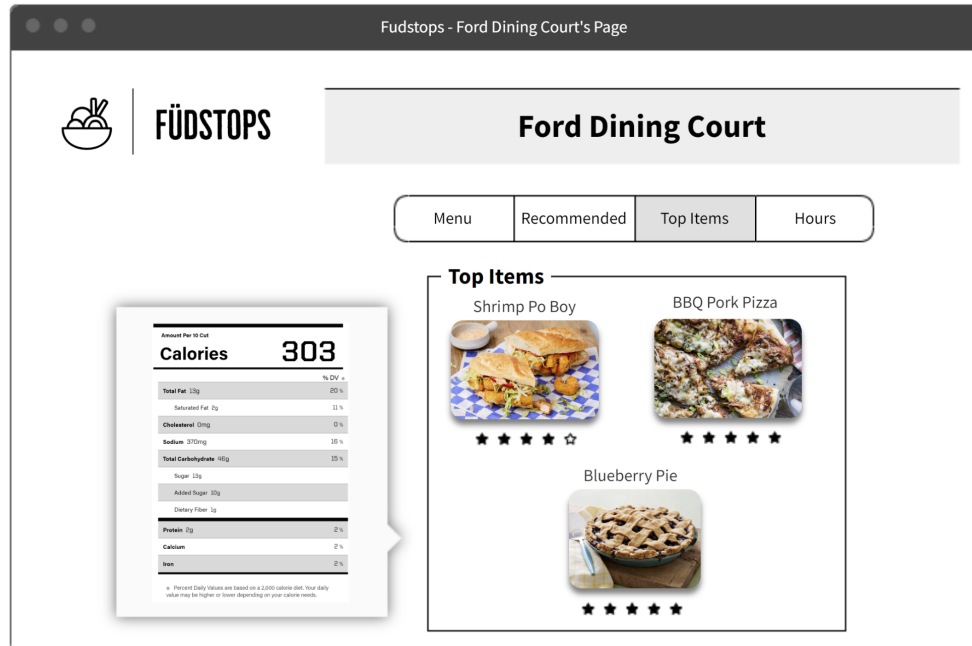 Fudstops - Ford Dining Court's Page
FÜDSTOPS
Ford Dining Court
Menu
Recommended
Top Items
Hours
Top Items
Shrimp Po Boy
BBQ Pork Pizza
Blueberry Pie
Amount Per 10 Cut
Calories 303
% DV *
Total Fat 13g 20 %
Saturated Fat 2g 11 %
Cholesterol 0mg 0 %
Sodium 370mg 16 %
Total Carbohydrate 46g 15 %
Sugar 13g
Added Sugar 10g
Dietary Fiber 1g
Protein 2g 2 %
Calcium 2 %
Iron 2 %
* Percent Daily Values are based on a 2,000 calorie diet. Your daily
value may be higher or lower depending on your calorie needs.